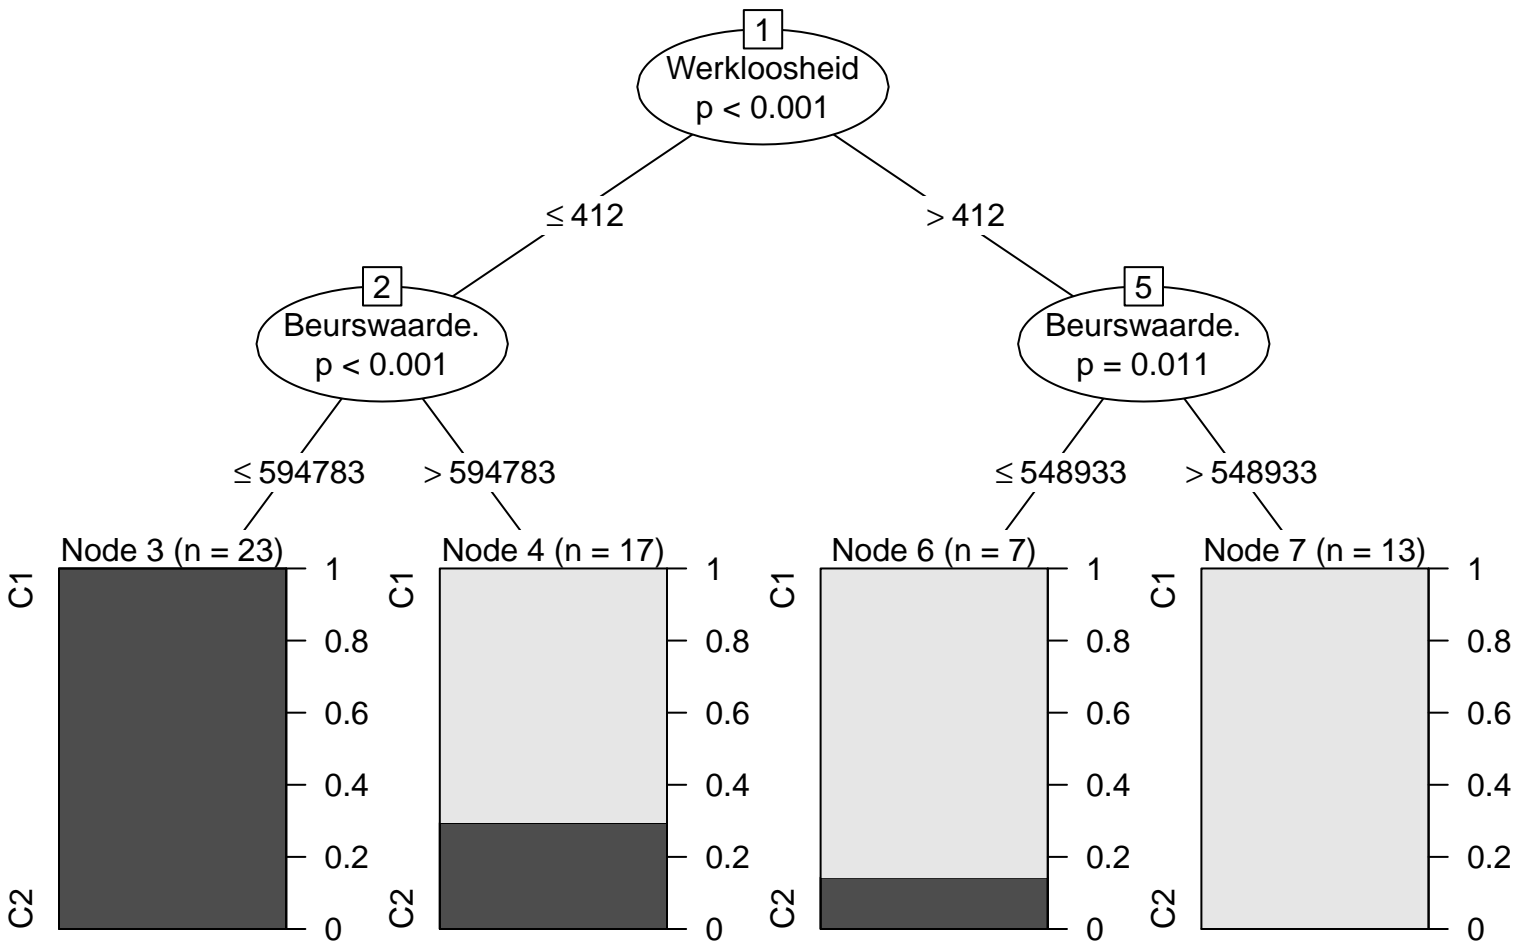 1
Werkloosheid
p < 0.001
≤ 412
> 412
2
Beurswaarde.
p < 0.001
5
Beurswaarde.
p = 0.011
≤ 594783
> 594783
≤ 548933
> 548933
Node 3 (n = 23)
C1
C2
1
0.8
0.6
0.4
0.2
0
Node 4 (n = 17)
C1
C2
1
0.8
0.6
0.4
0.2
0
Node 6 (n = 7)
C1
C2
1
0.8
0.6
0.4
0.2
0
Node 7 (n = 13)
C1
C2
1
0.8
0.6
0.4
0.2
0